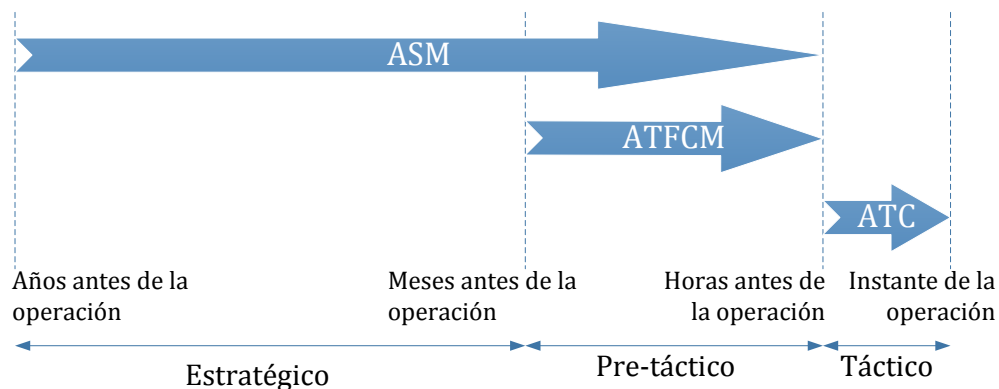 ASM
ATFCM
ATC
Años antes de la
operación
Meses antes de la
operación
Horas antes de
la operación
Instante de la
operación
Estratégico
Pre-táctico
Táctico